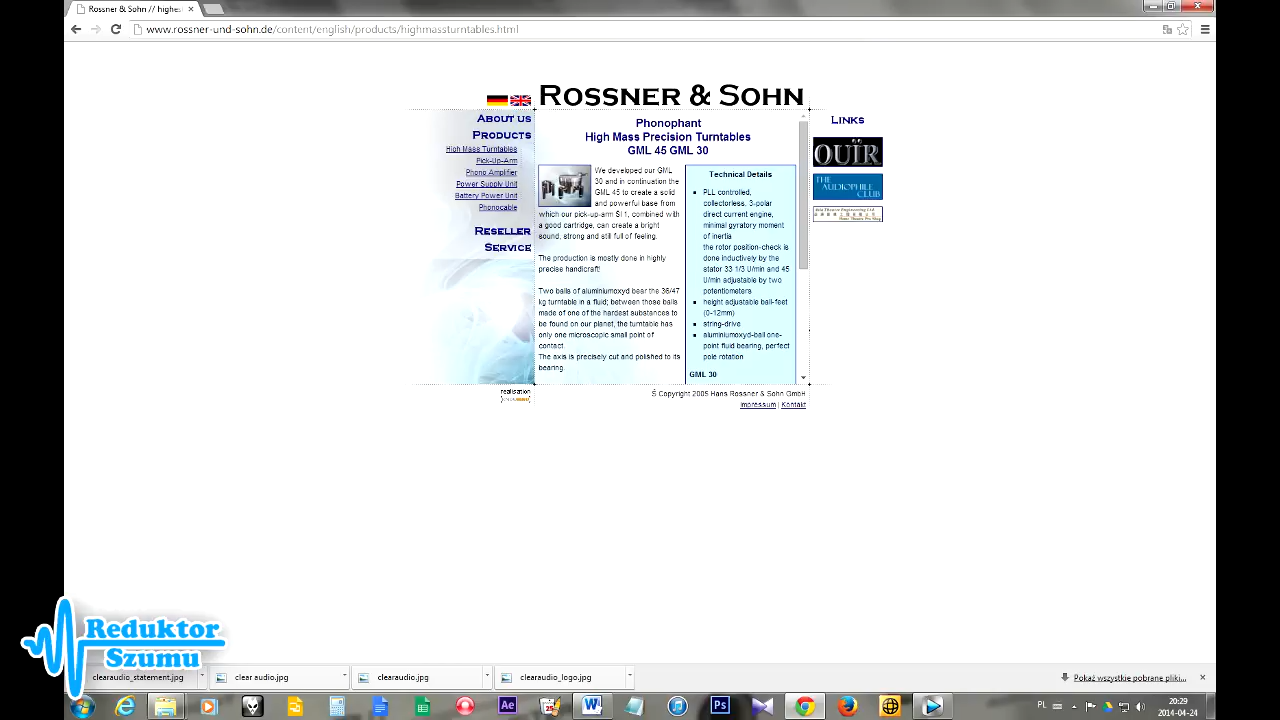 Rossner & Sohn // highes
www.rossner-und-sohn.de/content/english/products/highmassturntables.html
Rossner & Sohn
About us
Products
High Mass Turntables
Pick-Up-Arm
Phono Amplifier
Power Supply Unit
Battery Power Unit
Phonocable
Reseller
Service
Phonophant
High Mass Precision Turntables
GML 45 GML 30
We developed our GML
30 and in continuation the
GML 45 to create a solid
and powerful base from
which our pick-up-arm SI 1, combined with
a good cartridge, can create a bright
sound, strong and still full of feeling.
The production is mostly done in highly
precise handicraft!
Two balls of aluminiumoxyd bear the 36/47
kg turntable in a fluid; between those balls
made of one of the hardest substances to
be found on our planet, the turntable has
only one microscopic small point of
contact.
The axis is precisely cut and polished to its
bearing.
Technical Details
PLL controlled,
collectorless, 3-polar
direct current engine,
minimal gyratory moment
of inertia
the rotor position-check is
done inductively by the
stator 33 1/3 U/min and 45
U/min adjustable by two
potentiometers
height adjustable ball-feet
(0-12mm)
string-drive
aluminiumoxyd-ball one-
point fluid bearing, perfect
pole rotation
GML 30
Links
OUÏR
THE
AUDIOPHILE
CLUB
realisation
Š Copyright 2005 Hans Rossner & Sohn GmbH
Impressum | Kontakt
Reduktor
Szumu
clearaudio_statement.jpg
clear audio.jpg
clearaudio.jpg
clearaudio_logo.jpg
Pokaż wszystkie pobrane pliki...
Ae
W
Ps
PL
20:29
2014-04-24